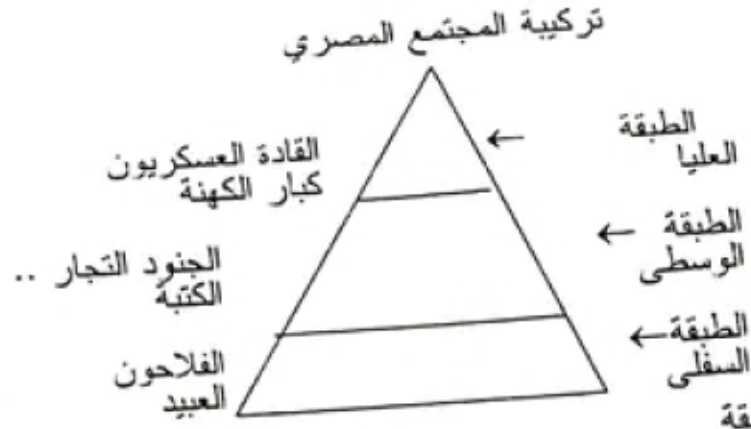 تركيبة المجتمع المصري
الطبقة
العليا
←
القادة العسكريون
كبار الكهنة
الطبقة
الوسطى
←
الجنود التجار ..
الكتبة
الطبقة
السفلى
←
الفلاحون
العبيد